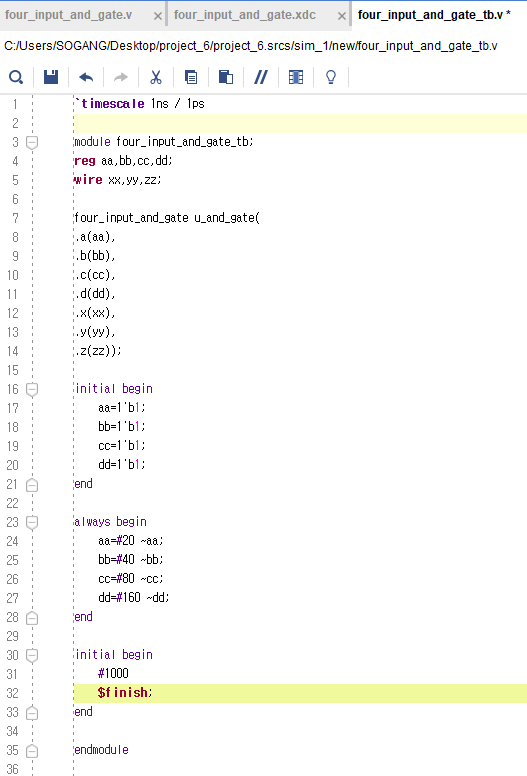 four_input_and_gate.v × four_input_and_gate.xdc × four_input_and_gate_tb.v *
C:/Users/SOGANG/Desktop/project_6/project_6.srcs/sim_1/new/four_input_and_gate_tb.v
1 `timescale 1ns / 1ps
2
3 module four_input_and_gate_tb;
4 reg aa,bb,cc,dd;
5 wire xx,yy,zz;
6
7 four_input_and_gate u_and_gate(
8 .a(aa),
9 .b(bb),
10 .c(cc),
11 .d(dd),
12 .x(xx),
13 .y(yy),
14 .z(zz));
15
16 initial begin
17 aa=1'b1;
18 bb=1'b1;
19 cc=1'b1;
20 dd=1'b1;
21 end
22
23 always begin
24 aa=#20 ~aa;
25 bb=#40 ~bb;
26 cc=#80 ~cc;
27 dd=#160 ~dd;
28 end
29
30 initial begin
31 #1000
32 $finish;
33 end
34
35 endmodule
36